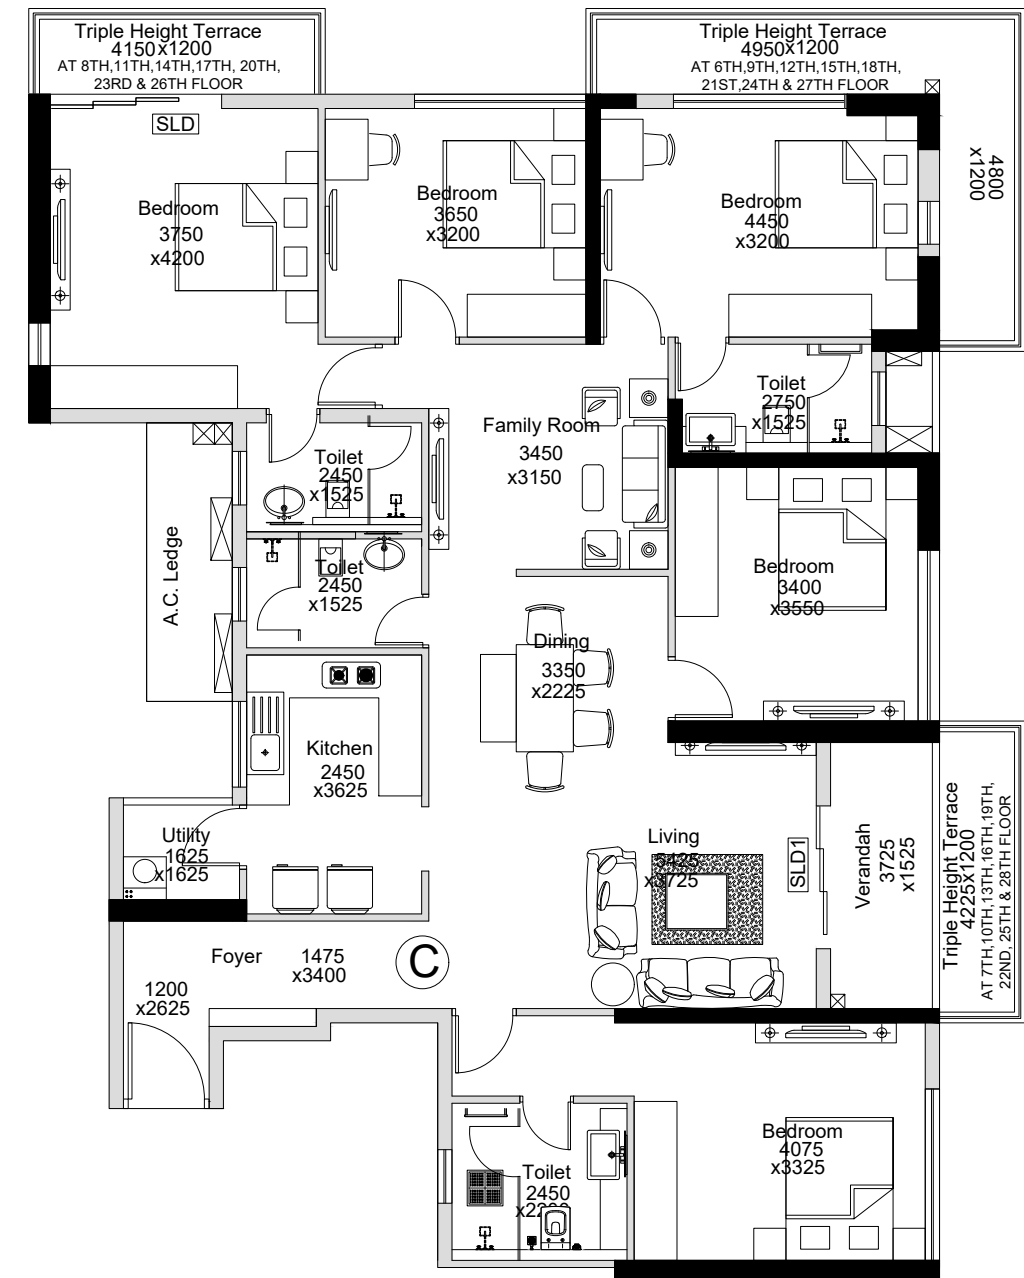 Triple Height Terrace
4150x1200
AT 8TH,11TH,14TH,17TH, 20TH,
23RD & 26TH FLOOR
Triple Height Terrace
4950x1200
AT 6TH,9TH,12TH,15TH,18TH,
21ST,24TH & 27TH FLOOR
4800
x1200
SLD
Bedroom
3750
x4200
Bedroom
3650
x3200
Bedroom
4450
x3200
Toilet
2750
x1525
Family Room
3450
x3150
Toilet
2450
x1525
Toilet
2450
x1525
A.C. Ledge
Bedroom
3400
x3550
Dining
3350
x2225
Kitchen
2450
x3625
Utility
1625
x1625
Living
5425
x3725
SLD1
Verandah
3725
x1525
Triple Height Terrace
4225x1200
AT 7TH,10TH,13TH,16TH,19TH,
22ND, 25TH & 28TH FLOOR
Foyer
1475
x3400
C
1200
x2625
Toilet
2450
Bedroom
4075
x3325